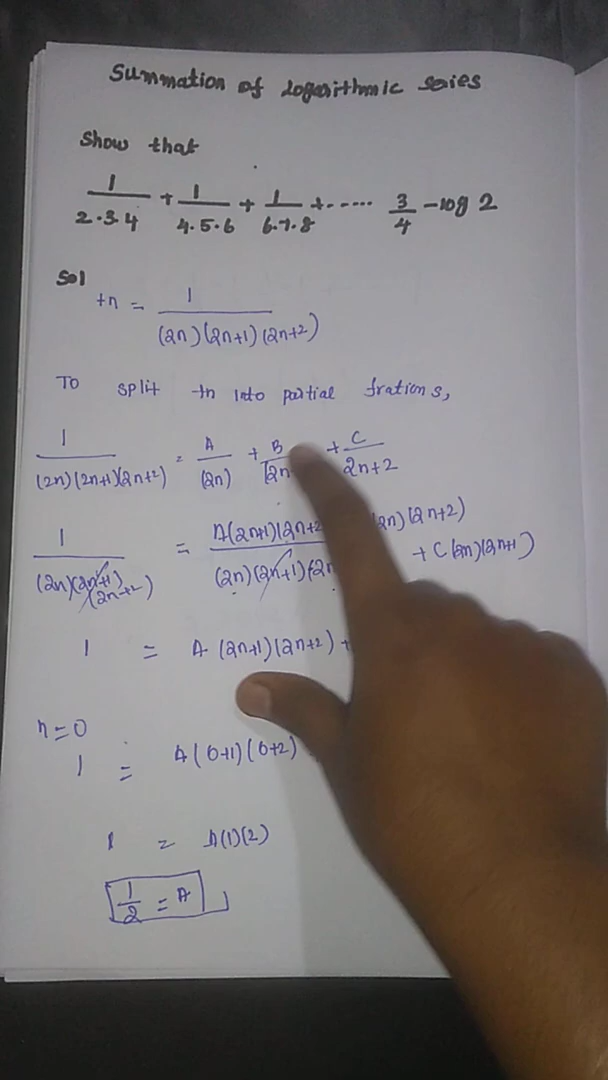 Summation of Logarithmic series
Show that
1/2.3.4 + 1/4.5.6 + 1/6.7.8 +..... 3/4 - log 2
Sol
tn = 1/(2n)(2n+1)(2n+2)
To split tn into partial frations,
1/(2n)(2n+1)(2n+2) = A/(2n) + B/(2n + C/2n+2
1/(2n)(2n+1)(2n+2) = A(2n+1)(2n+2 2n)(2n+2) + C(2n)(2n+1)/(2n)(2n+1)(2n
1 = A(2n+1)(2n+2) +
n=0
1 = A(0+1)(0+2)
1 = A(1)(2)
1/2 = A